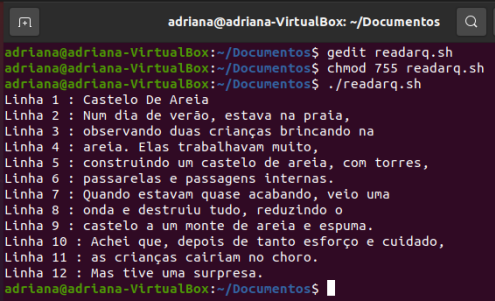 adriana@adriana-VirtualBox: ~/Documentos
adriana@adriana-VirtualBox:~/Documentos$ gedit readarq.sh
adriana@adriana-VirtualBox:~/Documentos$ chmod 755 readarq.sh
adriana@adriana-VirtualBox:~/Documentos$ ./readarq.sh
Linha 1 : Castelo De Areia
Linha 2 : Num dia de verão, estava na praia,
Linha 3 : observando duas crianças brincando na
Linha 4 : areia. Elas trabalhavam muito,
Linha 5 : construindo um castelo de areia, com torres,
Linha 6 : passarelas e passagens internas.
Linha 7 : Quando estavam quase acabando, veio uma
Linha 8 : onda e destruiu tudo, reduzindo o
Linha 9 : castelo a um monte de areia e espuma.
Linha 10 : Achei que, depois de tanto esforço e cuidado,
Linha 11 : as crianças cairiam no choro.
Linha 12 : Mas tive uma surpresa.
adriana@adriana-VirtualBox:~/Documentos$